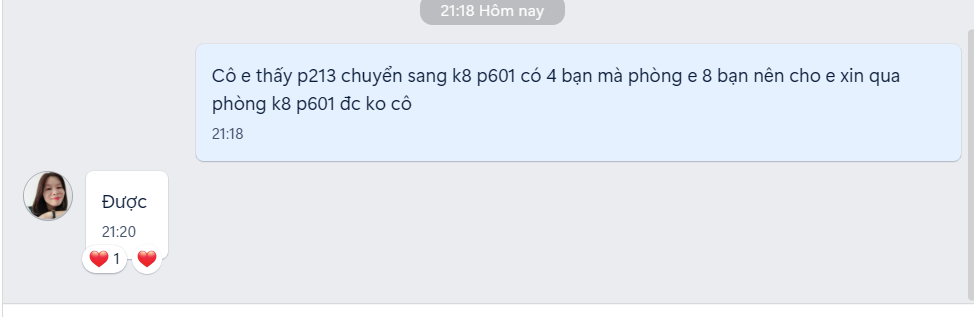 21:18 Hôm nay
Cô e thấy p213 chuyển sang k8 p601 có 4 bạn mà phòng e 8 bạn nên cho e xin qua
phòng k8 p601 đc ko cô
21:18
Được
21:20
1